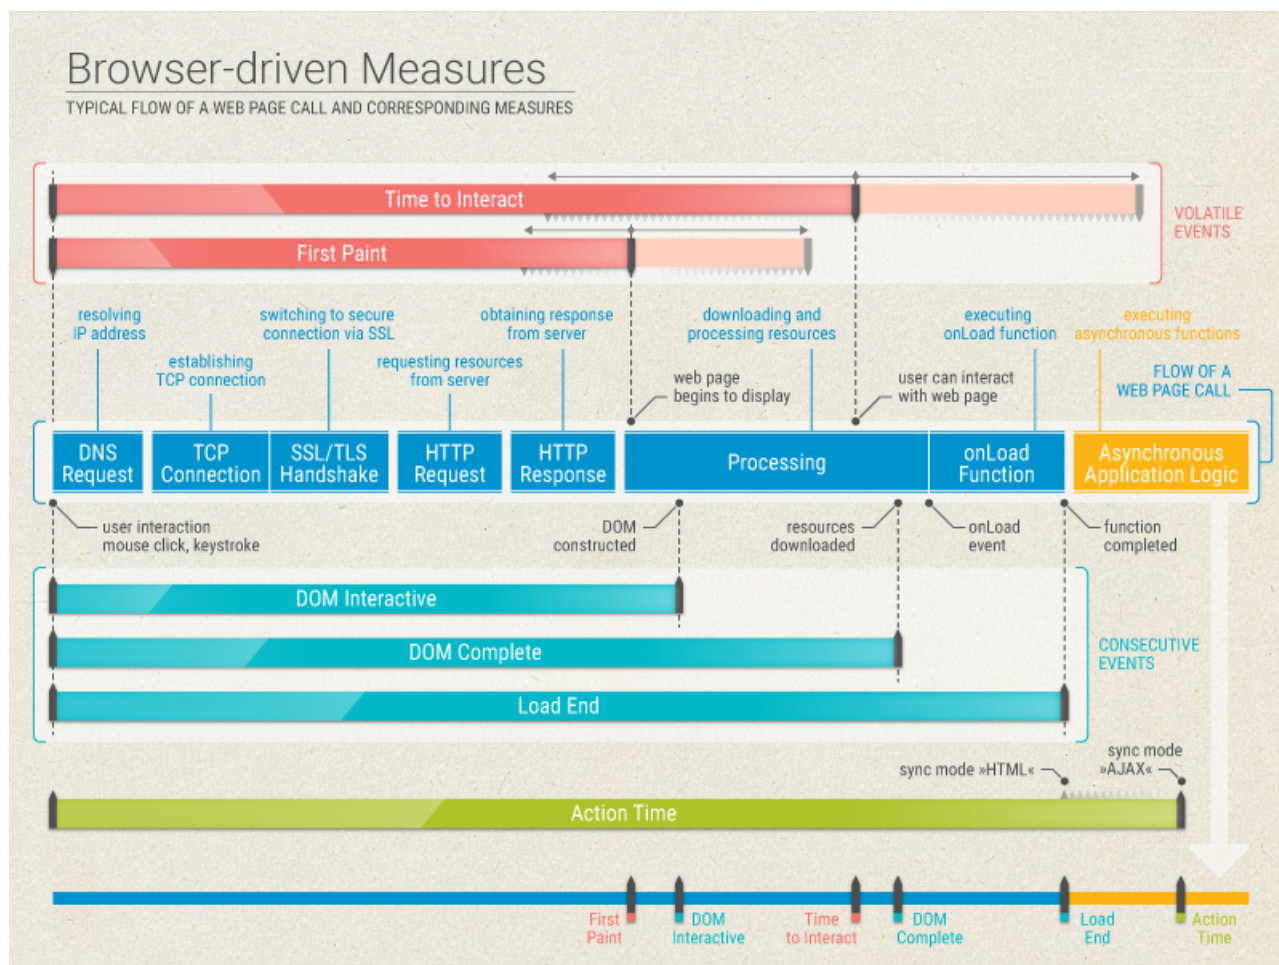 Browser-driven Measures
TYPICAL FLOW OF A WEB PAGE CALL AND CORRESPONDING MEASURES
Time to Interact
First Paint
VOLATILE
EVENTS
resolving
IP address
switching to secure
connection via SSL
obtaining response
from server
downloading and
processing resources
executing
onLoad function
executing
asynchronous functions
establishing
TCP connection
requesting resources
from server
web page
begins to display
user can interact
with web page
FLOW OF A
WEB PAGE CALL
DNS
Request
TCP
Connection
SSL/TLS
Handshake
HTTP
Request
HTTP
Response
Processing
onLoad
Function
Asynchronous
Application Logic
user interaction
mouse click, keystroke
DOM
constructed
resources
downloaded
onLoad
event
function
completed
DOM Interactive
DOM Complete
Load End
CONSECUTIVE
EVENTS
sync mode »HTML«
sync mode
»AJAX«
Action Time
First
Paint
DOM
Interactive
Time
to Interact
DOM
Complete
Load
End
Action
Time